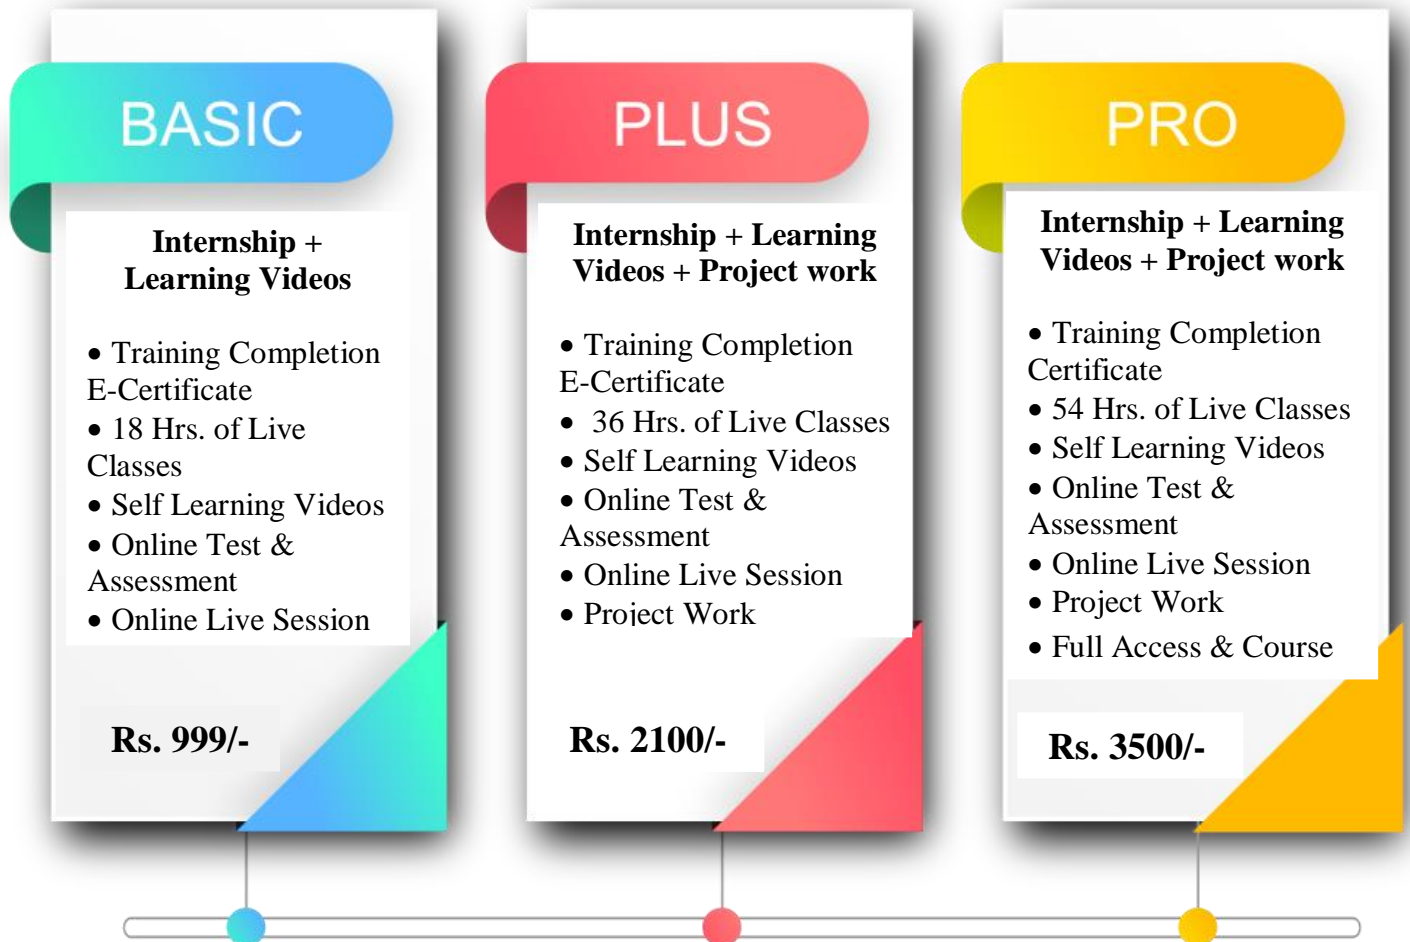 BASIC
Internship +
Learning Videos
• Training Completion
E-Certificate
• 18 Hrs. of Live
Classes
• Self Learning Videos
• Online Test &
Assessment
• Online Live Session
Rs. 999/-
PLUS
Internship + Learning
Videos + Project work
• Training Completion
E-Certificate
• 36 Hrs. of Live Classes
• Self Learning Videos
• Online Test &
Assessment
• Online Live Session
• Project Work
Rs. 2100/-
PRO
Internship + Learning
Videos + Project work
• Training Completion
Certificate
• 54 Hrs. of Live Classes
• Self Learning Videos
• Online Test &
Assessment
• Online Live Session
• Project Work
• Full Access & Course
Rs. 3500/-